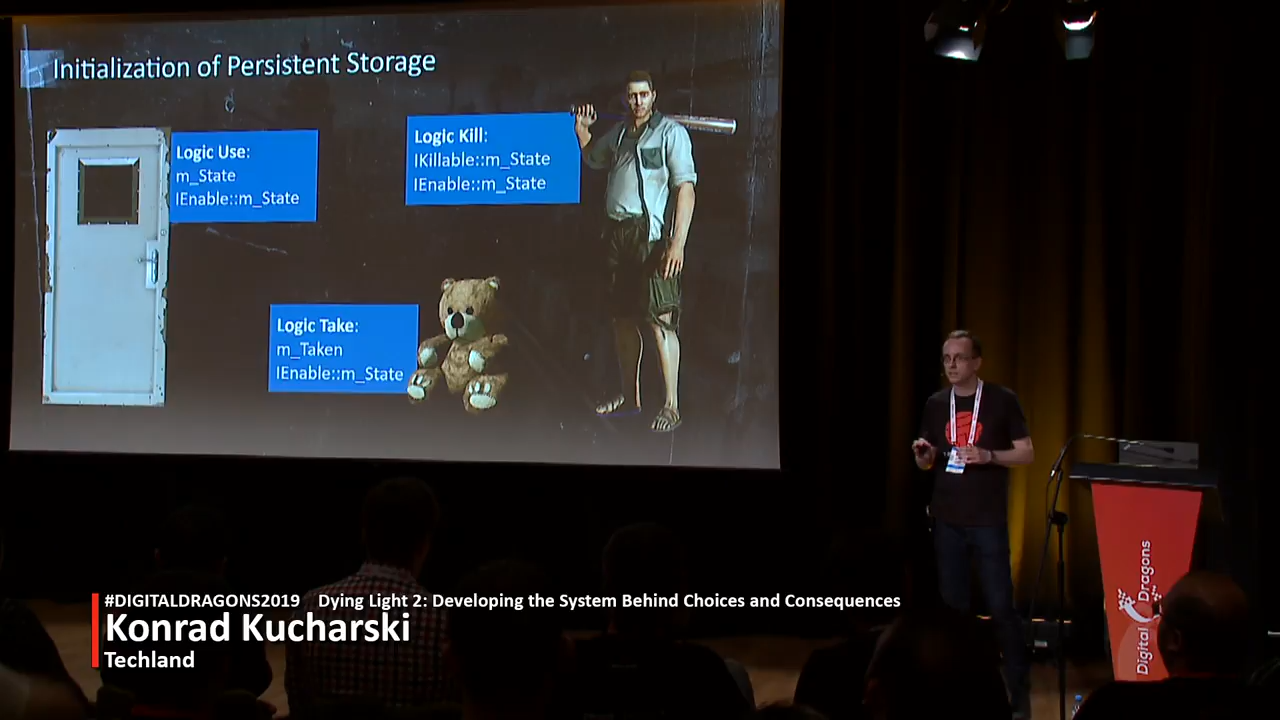 Initialization of Persistent Storage
Logic Use:
m_State
IEnable::m_State
Logic Kill:
IKillable::m_State
IEnable::m_State
Logic Take:
m_Taken
IEnable::m_State
Digital Dragons
#DIGITALDRAGONS2019 Dying Light 2: Developing the System Behind Choices and Consequences
Konrad Kucharski
Techland